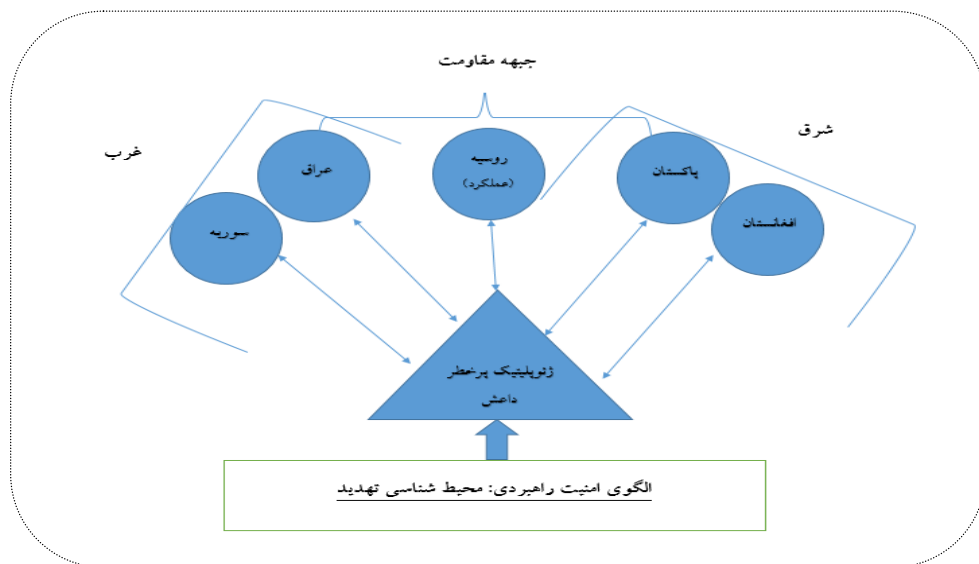 جبهه مقاومت
شرق
غرب
روسیه
(عملکرد)
عراق
پاکستان
سوریه
افغانستان
ژئوپلیتیک پرخطر
داعش
الگوی امنیت راهبردی: محیط شناسی تهدید